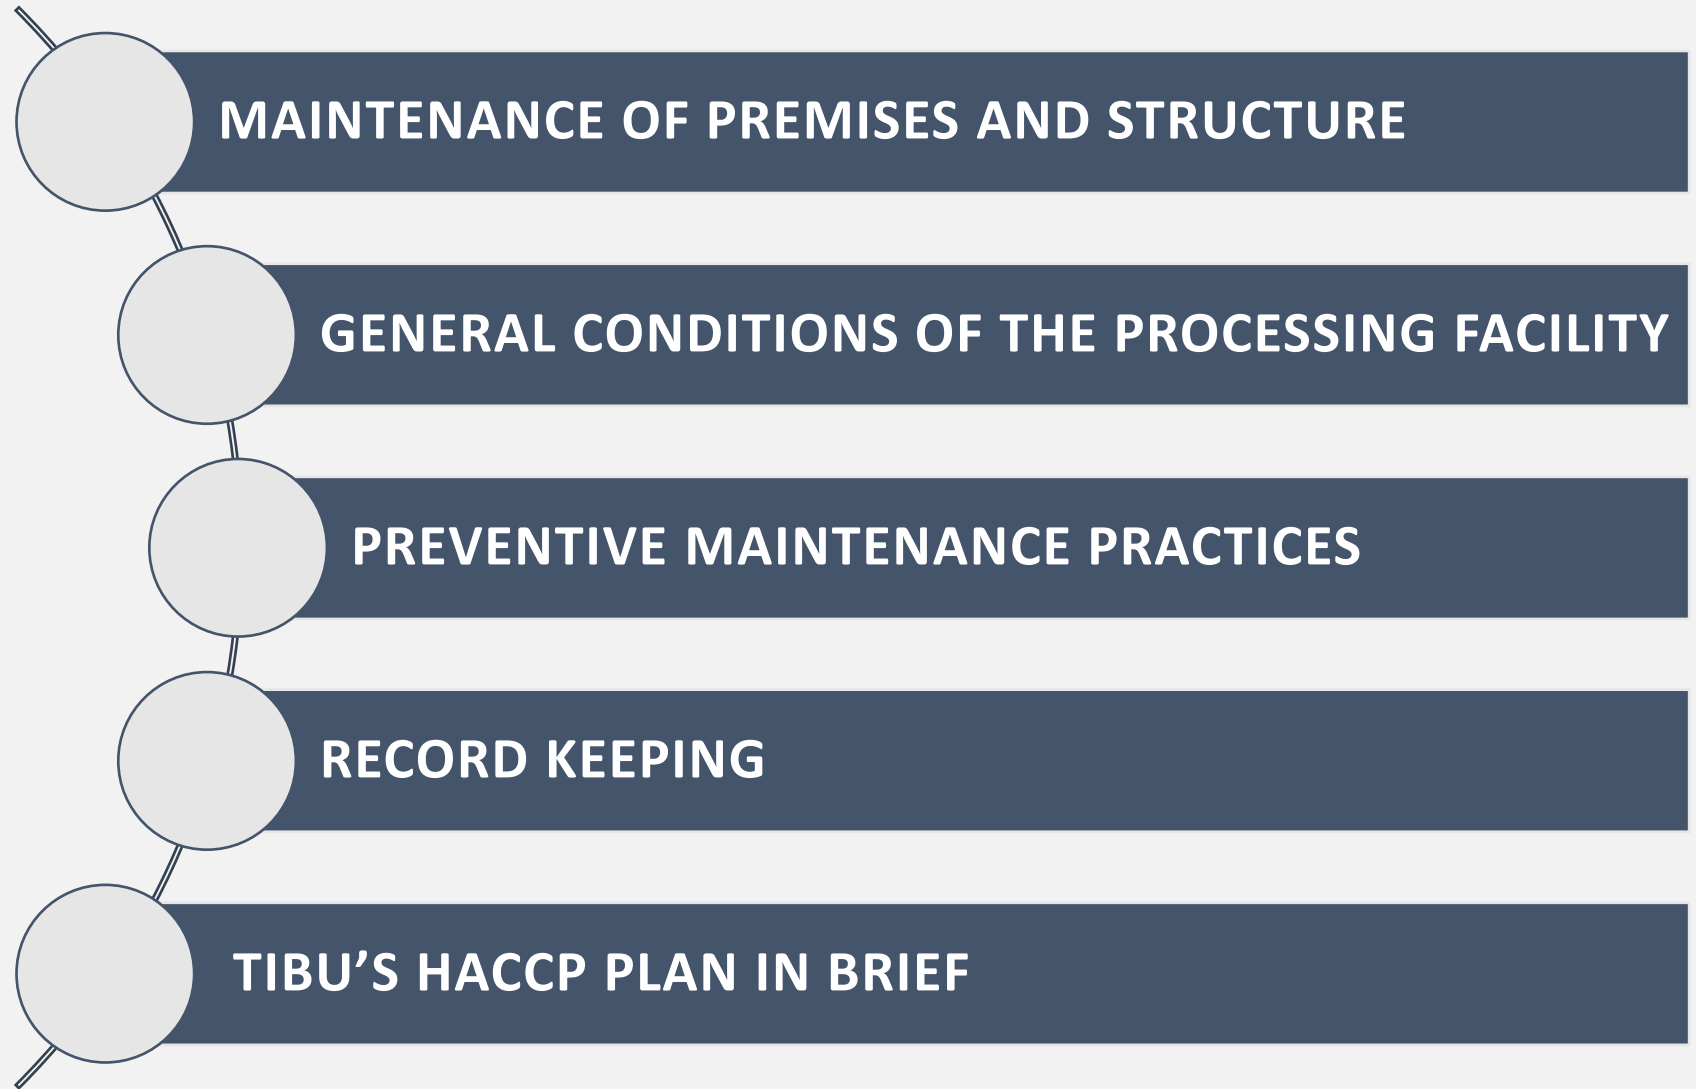 MAINTENANCE OF PREMISES AND STRUCTURE
GENERAL CONDITIONS OF THE PROCESSING FACILITY
PREVENTIVE MAINTENANCE PRACTICES
RECORD KEEPING
TIBU’S HACCP PLAN IN BRIEF